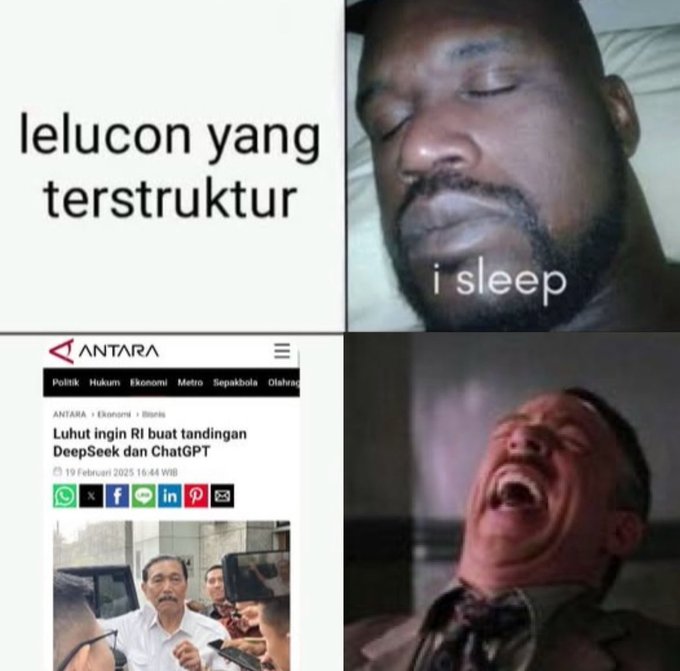 lelucon yang
terstruktur
i sleep
ANTARA
Politik Hukum Ekonomi Metro Sepakbola Olahrag
ANTARA > Ekonomi > Bisnis
Luhut ingin RI buat tandingan
DeepSeek dan ChatGPT
19 Februari 2025 16:44 WIB